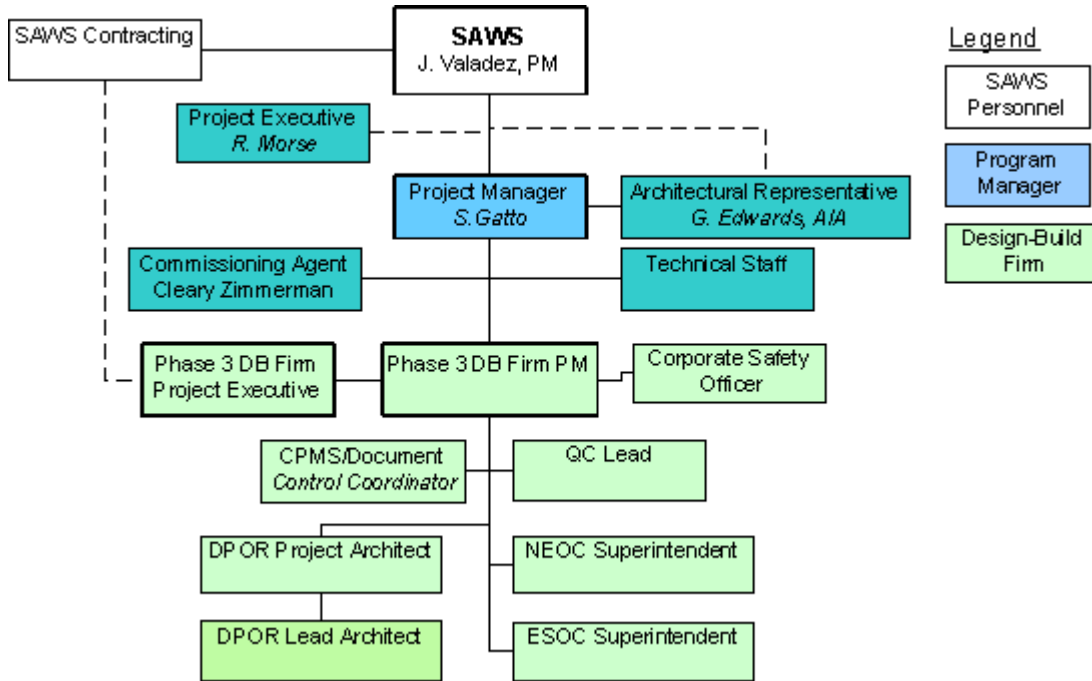 SAWS Contracting
SAWS
J. Valadez, PM
Legend
SAWS
Personnel
Project Executive
R. Morse
Program
Manager
Project Manager
S.Gatto
Architectural Representative
G. Edwards, AIA
Design-Build
Firm
Commissioning Agent
Cleary Zimmerman
Technical Staff
Phase 3 DB Firm
Project Executive
Phase 3 DB Firm PM
Corporate Safety
Officer
CPMS/Document
Control Coordinator
QC Lead
DPOR Project Architect
NEOC Superintendent
DPOR Lead Architect
ESOC Superintendent